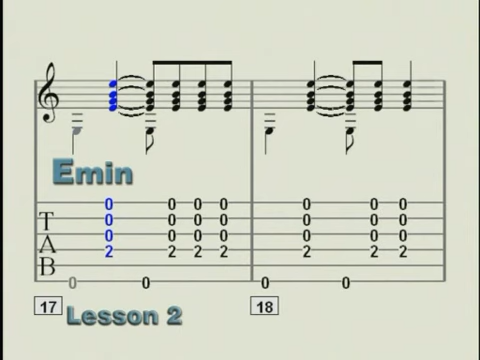 Emin
0 0 0 0 0 0 0
0 0 0 0 0 0 0
T
0 0 0 0 0 0 0
A
2 2 2 2 2 2 2
B
0 0 0 0
17 Lesson 2 18